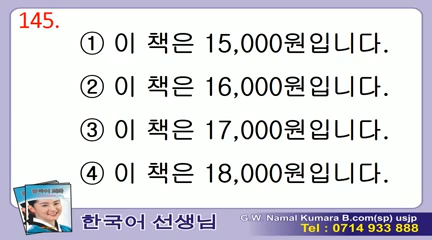 145.
① 이 책은 15,000원입니다.
② 이 책은 16,000원입니다.
③ 이 책은 17,000원입니다.
④ 이 책은 18,000원입니다.
한국어 선생님
G.W. Namal Kumara B.com(sp) usjp
Tel : 0714 933 888